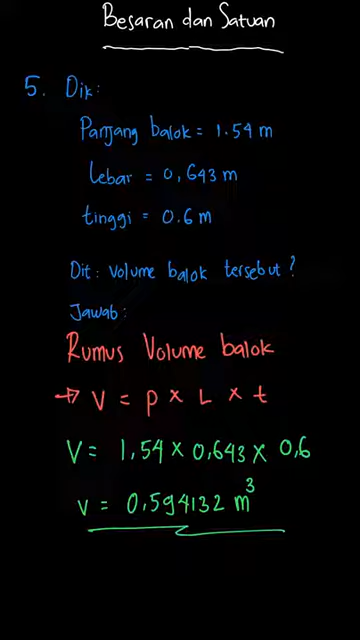 Besaran dan Satuan
5. Dik:
Panjang balok = 1.54 m
lebar = 0,643 m
tinggi = 0.6 m
Dit: Volume balok tersebut?
Jawab:
Rumus Volume balok
→ V = p × L × t
V = 1,54 × 0,643 × 0,6
V = 0,594132 m³